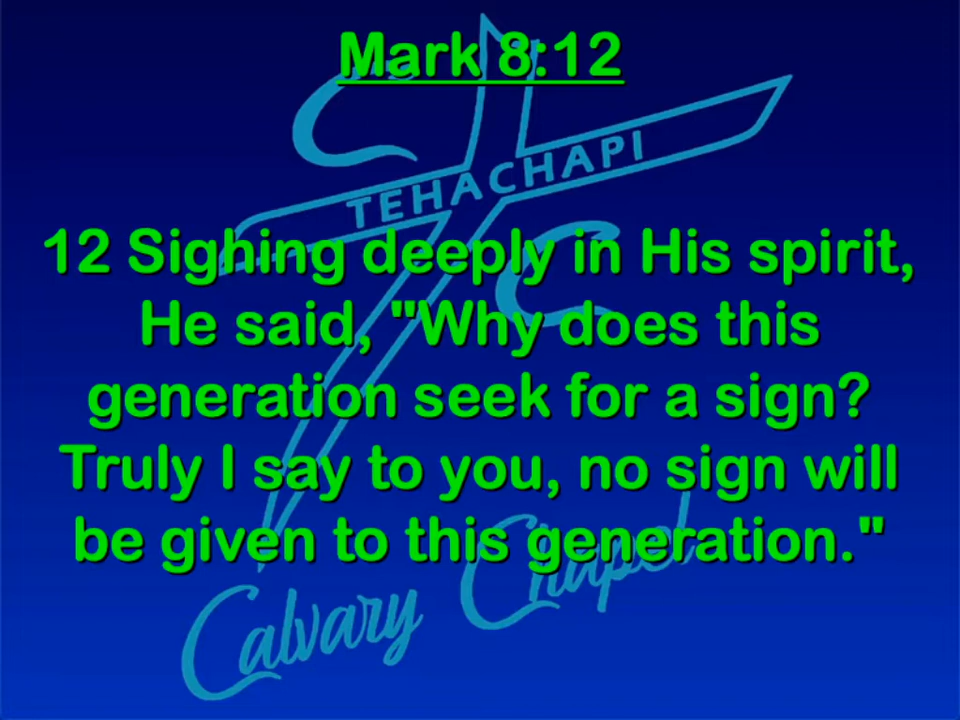 Mark 8:12
TEHACHAPI
12 Sighing deeply in His spirit,
He said, "Why does this
generation seek for a sign?
Truly I say to you, no sign will
be given to this generation."
Calvary Chapel